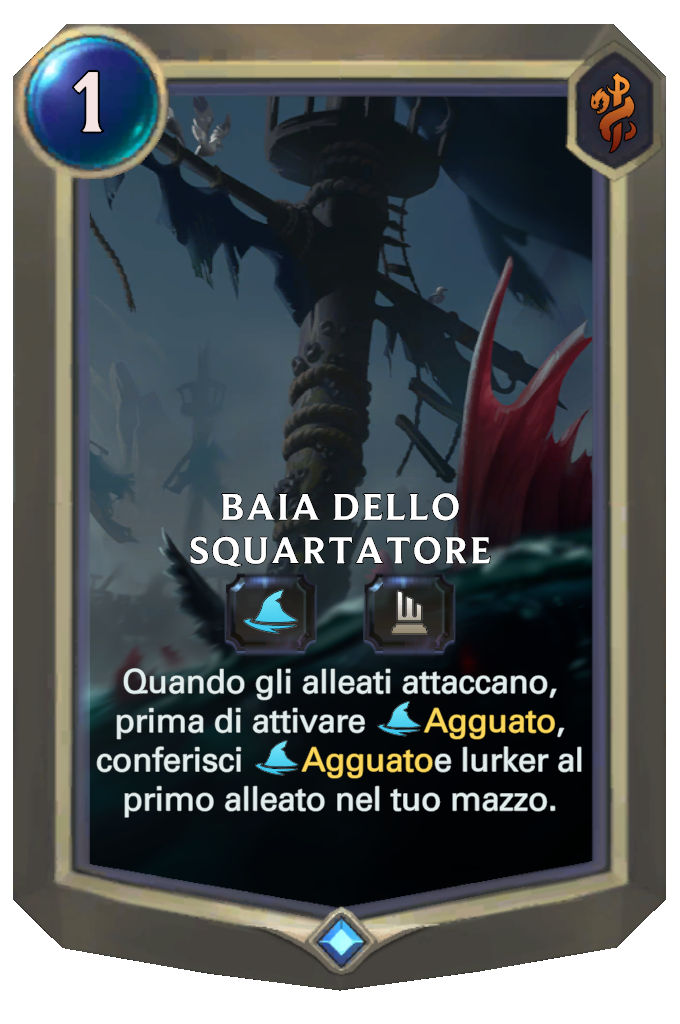 1
BAIA DELLO
SQUARTATORE
Quando gli alleati attaccano,
prima di attivare Agguato,
conferisci Agguatoe lurker al
primo alleato nel tuo mazzo.